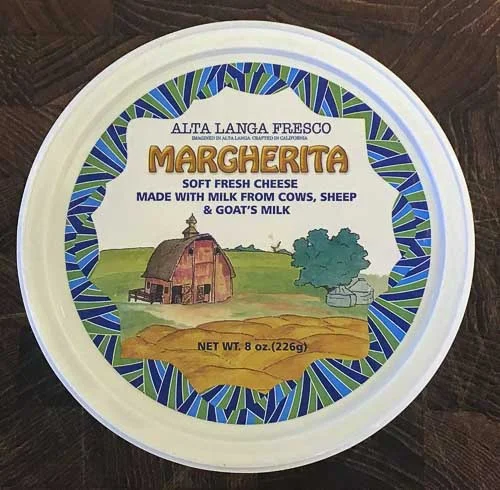 ALTA LANGA FRESCO
IMAGINED IN ALTA LANGA. CRAFTED IN CALIFORNIA
MARGHERITA
SOFT FRESH CHEESE
MADE WITH MILK FROM COWS, SHEEP
& GOAT'S MILK
NET WT. 8 oz.(226g)